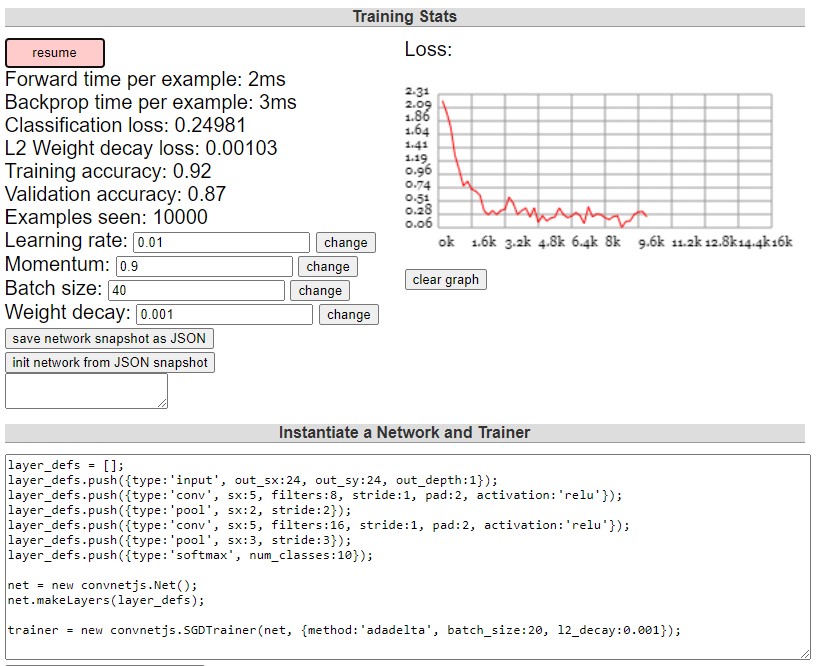 Training Stats
resume
Forward time per example: 2ms
Backprop time per example: 3ms
Classification loss: 0.24981
L2 Weight decay loss: 0.00103
Training accuracy: 0.92
Validation accuracy: 0.87
Examples seen: 10000
Learning rate: 0.01 change
Momentum: 0.9 change
Batch size: 40 change
Weight decay: 0.001 change
save network snapshot as JSON
init network from JSON snapshot
Loss:
2.31
2.09
1.86
1.64
1.41
1.19
0.96
0.74
0.51
0.28
0.06
0k 1.6k 3.2k 4.8k 6.4k 8k 9.6k 11.2k 12.8k 14.4k 16k
clear graph
Instantiate a Network and Trainer
layer_defs = [];
layer_defs.push({type:'input', out_sx:24, out_sy:24, out_depth:1});
layer_defs.push({type:'conv', sx:5, filters:8, stride:1, pad:2, activation:'relu'});
layer_defs.push({type:'pool', sx:2, stride:2});
layer_defs.push({type:'conv', sx:5, filters:16, stride:1, pad:2, activation:'relu'});
layer_defs.push({type:'pool', sx:3, stride:3});
layer_defs.push({type:'softmax', num_classes:10});
net = new convnetjs.Net();
net.makeLayers(layer_defs);
trainer = new convnetjs.SGDTrainer(net, {method:'adadelta', batch_size:20, l2_decay:0.001});